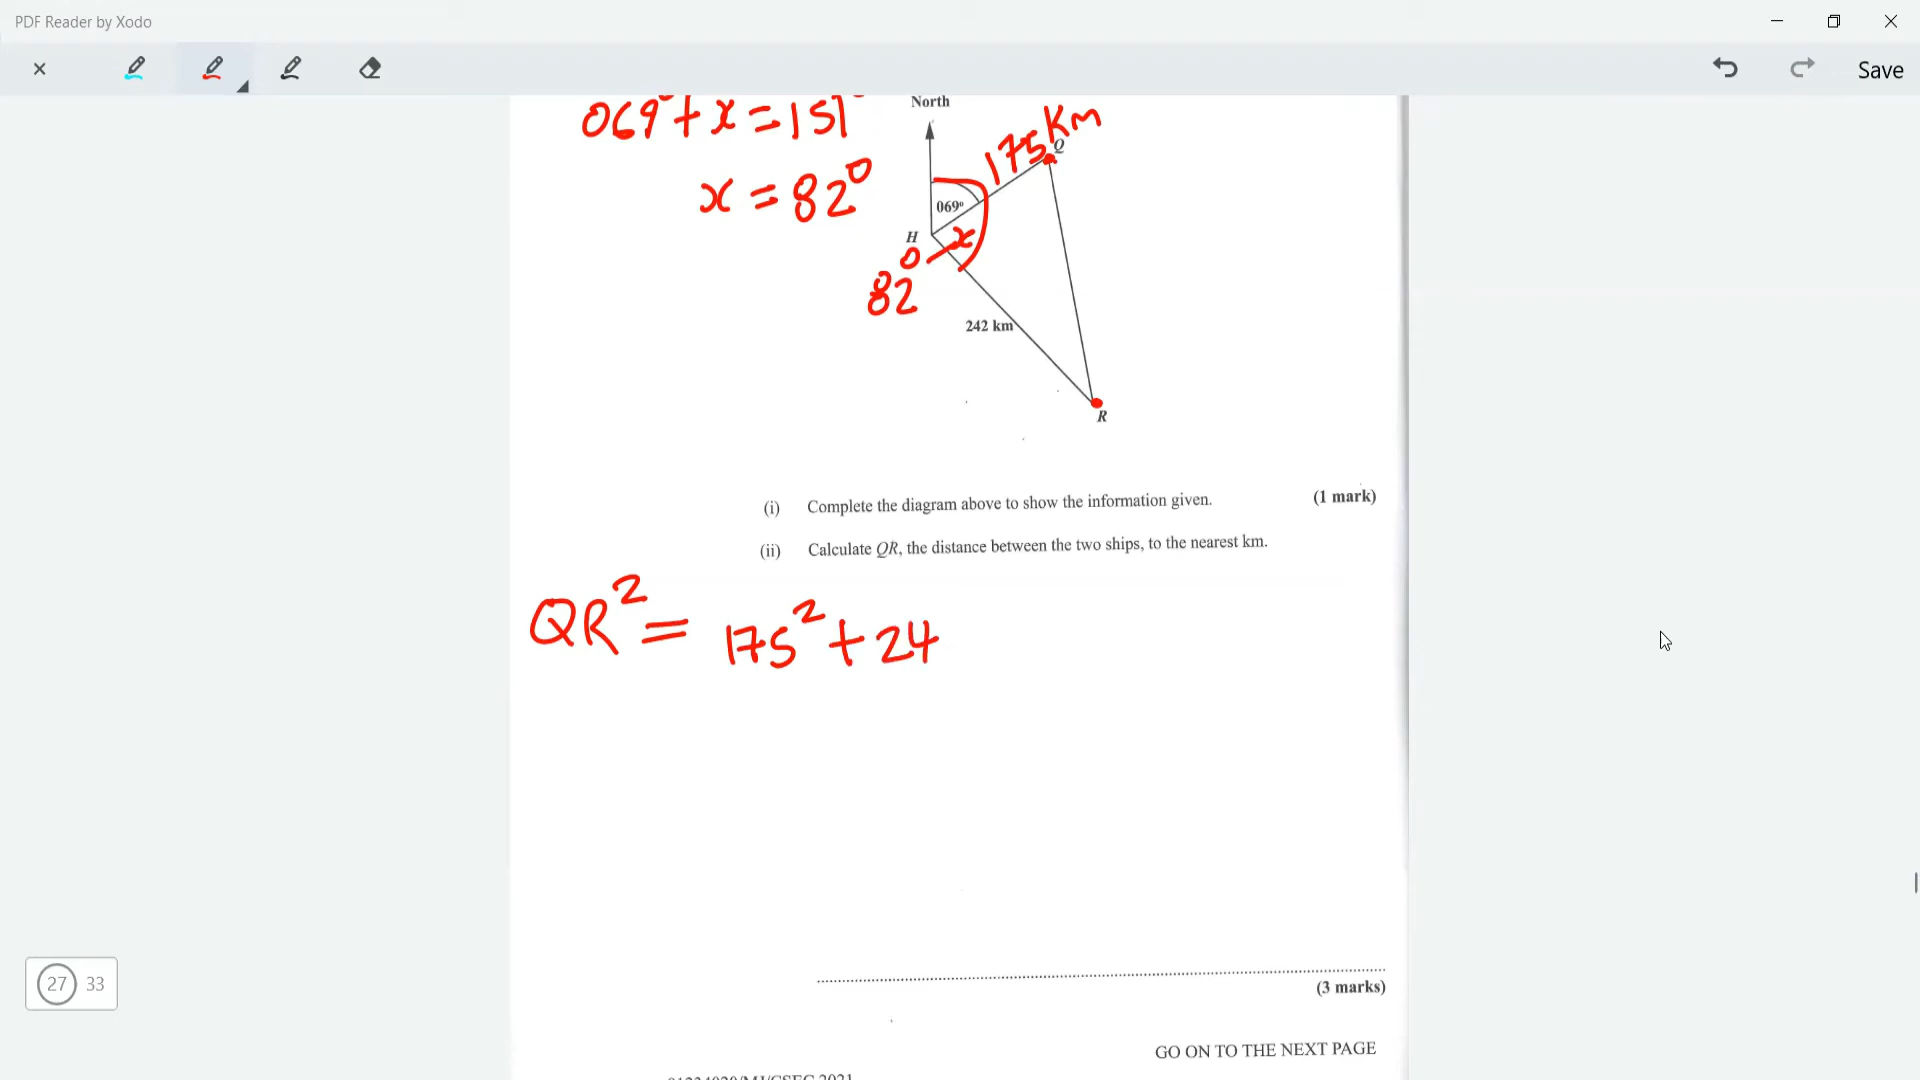 PDF Reader by Xodo
Save
069° + x = 151°
x = 82°
North
175 Km
Q
069°
H
x
82°
242 km
R
(i) Complete the diagram above to show the information given. (1 mark)
(ii) Calculate QR, the distance between the two ships, to the nearest km.
QR² = 175² + 24
(3 marks)
GO ON TO THE NEXT PAGE
27 33